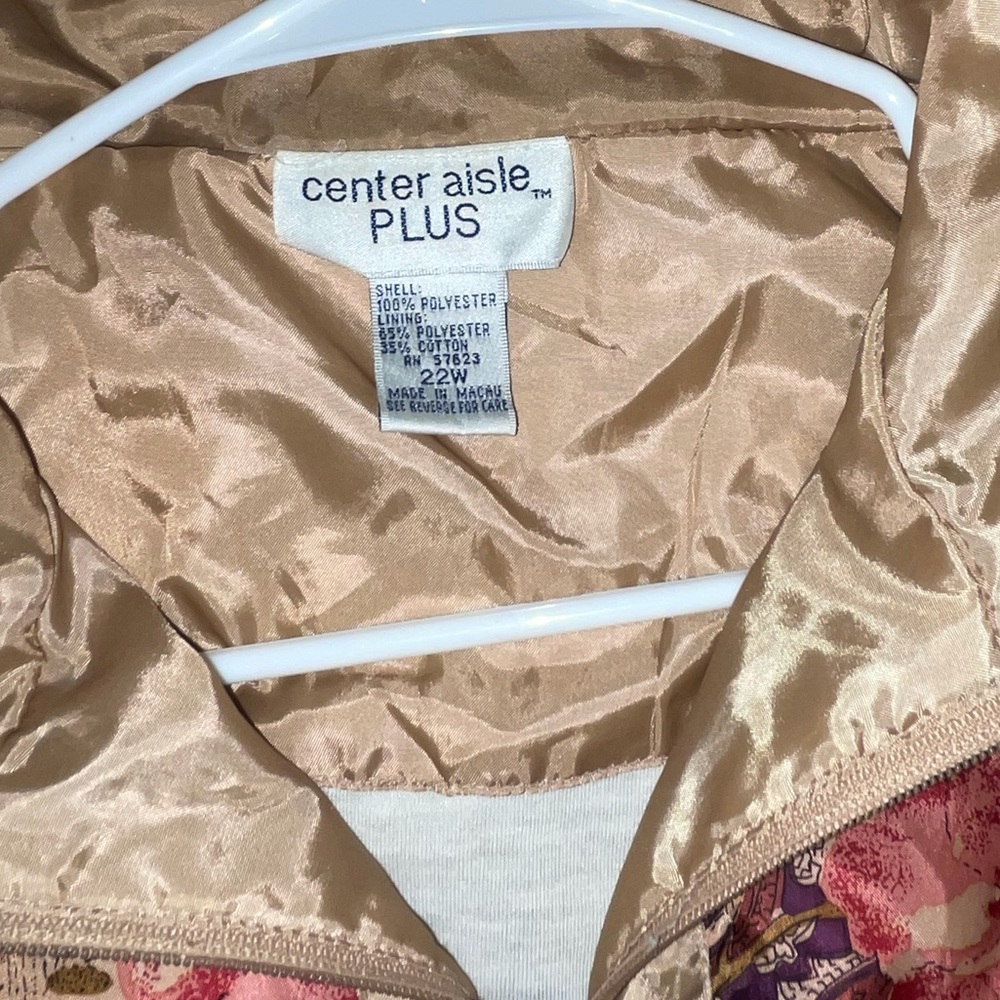 center aisle™
PLUS
SHELL:
100% POLYESTER
LINING:
65% POLYESTER
35% COTTON
RN 57623
22W
MADE IN MACAU
SEE REVERSE FOR CARE